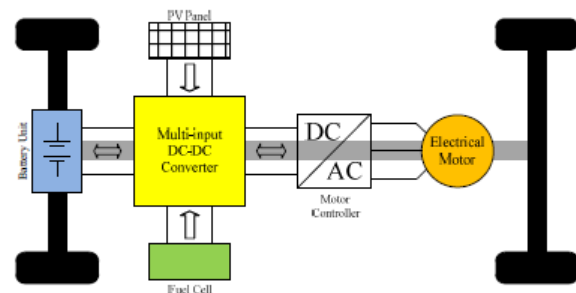 PV Panel
Battery Unit
Multi-input
DC-DC
Converter
DC
AC
Motor
Controller
Electrical
Motor
Fuel Cell